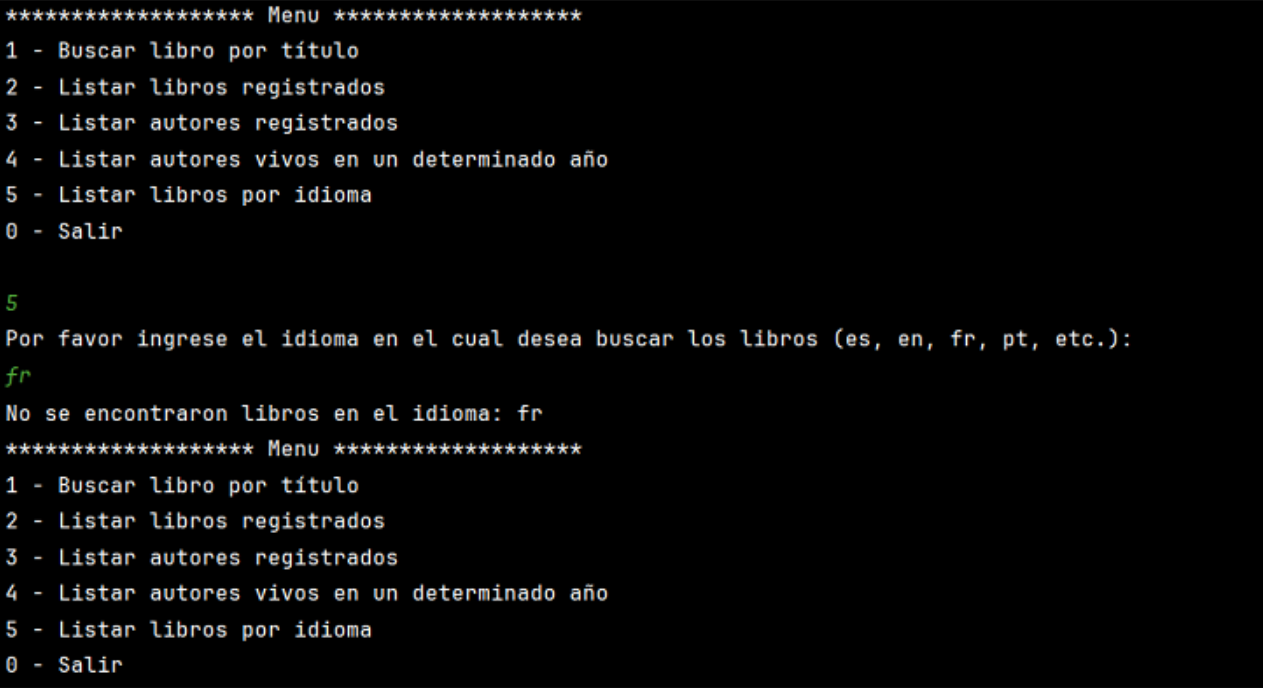 ******************* Menu *******************
1 - Buscar libro por título
2 - Listar libros registrados
3 - Listar autores registrados
4 - Listar autores vivos en un determinado año
5 - Listar libros por idioma
0 - Salir
5
Por favor ingrese el idioma en el cual desea buscar los libros (es, en, fr, pt, etc.):
fr
No se encontraron libros en el idioma: fr
******************* Menu *******************
1 - Buscar libro por título
2 - Listar libros registrados
3 - Listar autores registrados
4 - Listar autores vivos en un determinado año
5 - Listar libros por idioma
0 - Salir